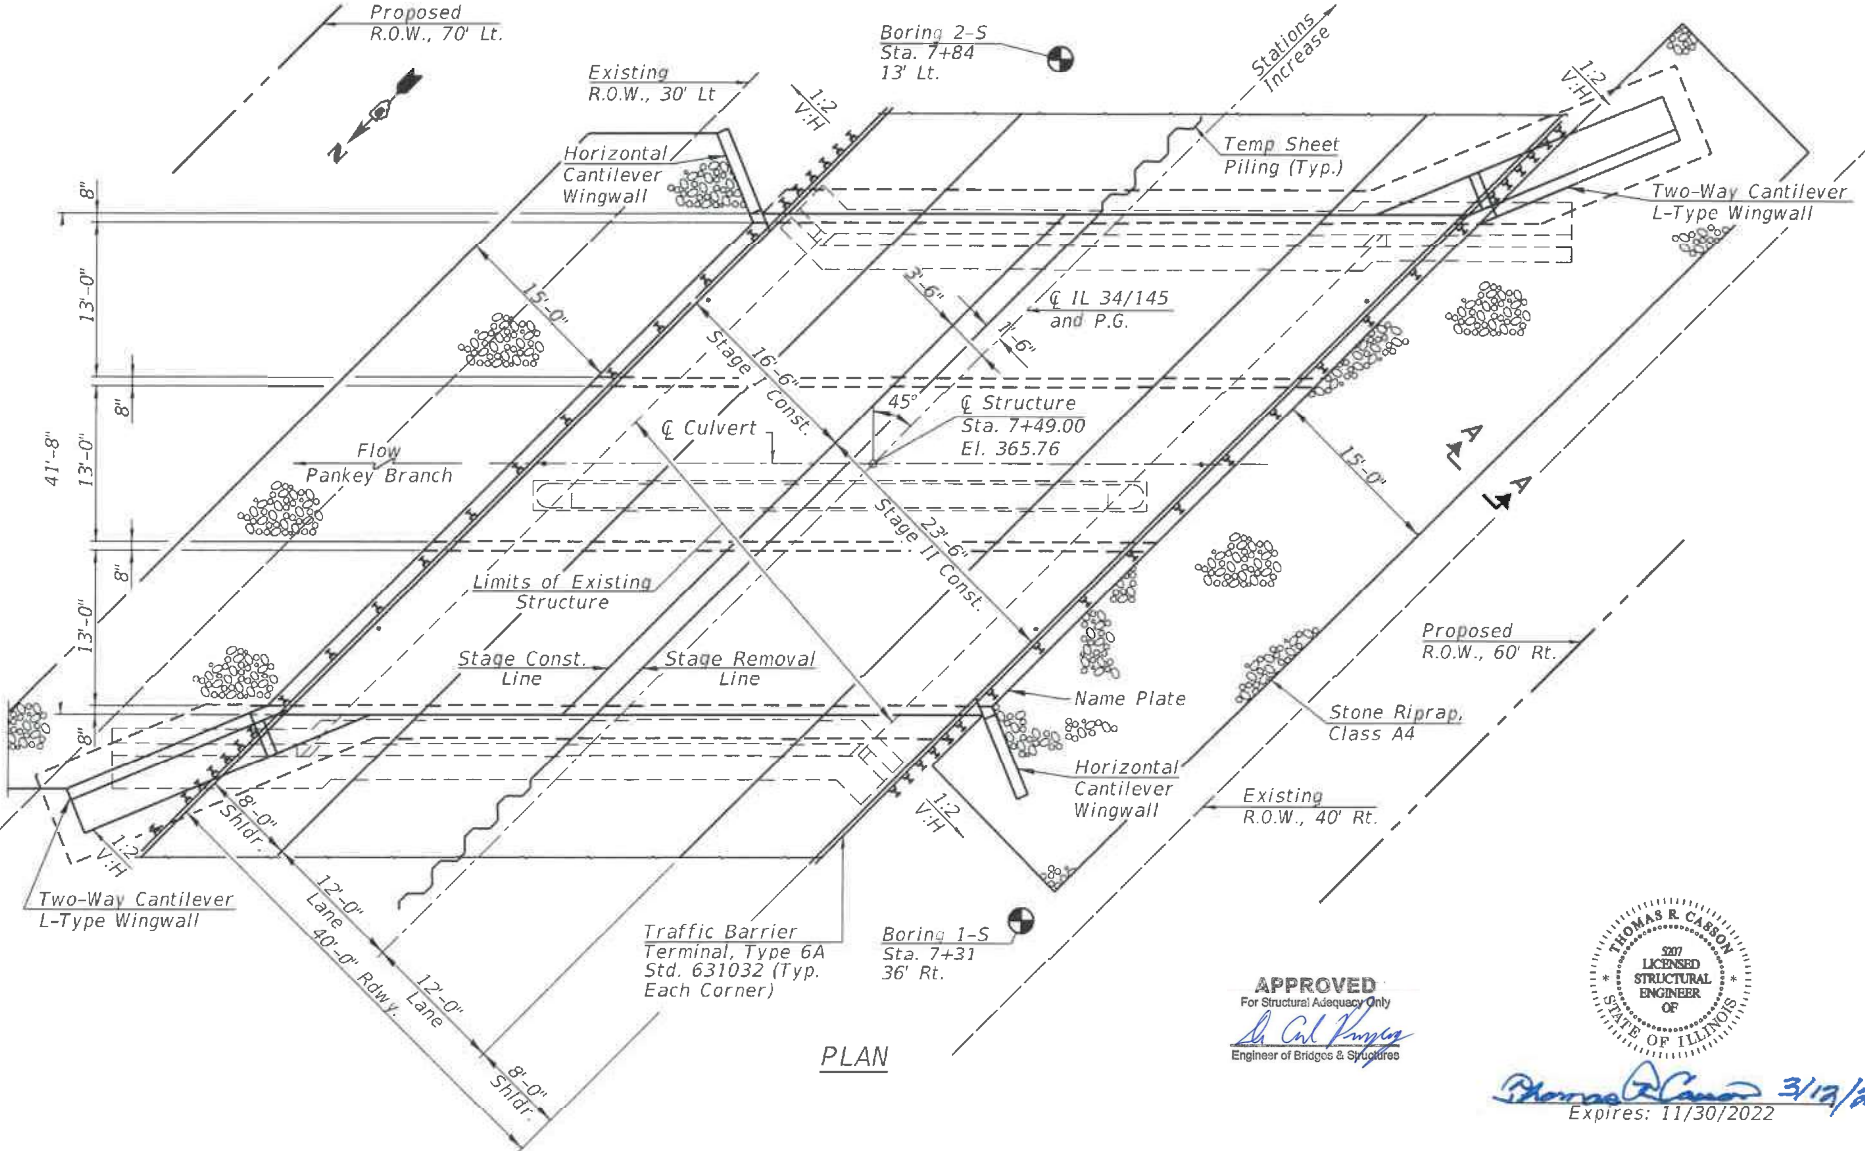 Proposed
R.O.W., 70' Lt.
Existing
R.O.W., 30' Lt
Boring 2-S
Sta. 7+84
13' Lt.
Stations
Increase
1:2
V:H
1:2
V:H
N
Horizontal
Cantilever
Wingwall
Temp Sheet
Piling (Typ.)
Two-Way Cantilever
L-Type Wingwall
8"
13'-0"
8"
13'-0"
41'-8"
8"
13'-0"
8"
15'-0"
3'-6"
℄ IL 34/145
and P.G.
1'-6"
16'-6"
Stage I Const.
45°
℄ Structure
Sta. 7+49.00
El. 365.76
℄ Culvert
Flow
Pankey Branch
A
A
15'-0"
23'-6"
Stage II Const.
Limits of Existing
Structure
Stage Const.
Line
Stage Removal
Line
Proposed
R.O.W., 60' Rt.
Name Plate
Stone Riprap,
Class A4
Horizontal
Cantilever
Wingwall
Existing
R.O.W., 40' Rt.
1:2
V:H
1:2
V:H
8'-0"
Shldr.
12'-0"
Lane
40'-0" Rdwy.
12'-0"
Lane
8'-0"
Shldr.
Two-Way Cantilever
L-Type Wingwall
Traffic Barrier
Terminal, Type 6A
Std. 631032 (Typ.
Each Corner)
Boring 1-S
Sta. 7+31
36' Rt.
PLAN
APPROVED
For Structural Adequacy Only
Engineer of Bridges & Structures
THOMAS R. CASSON
5207
LICENSED
STRUCTURAL
ENGINEER
OF
STATE OF ILLINOIS
Thomas R Casson 3/12/2
Expires: 11/30/2022